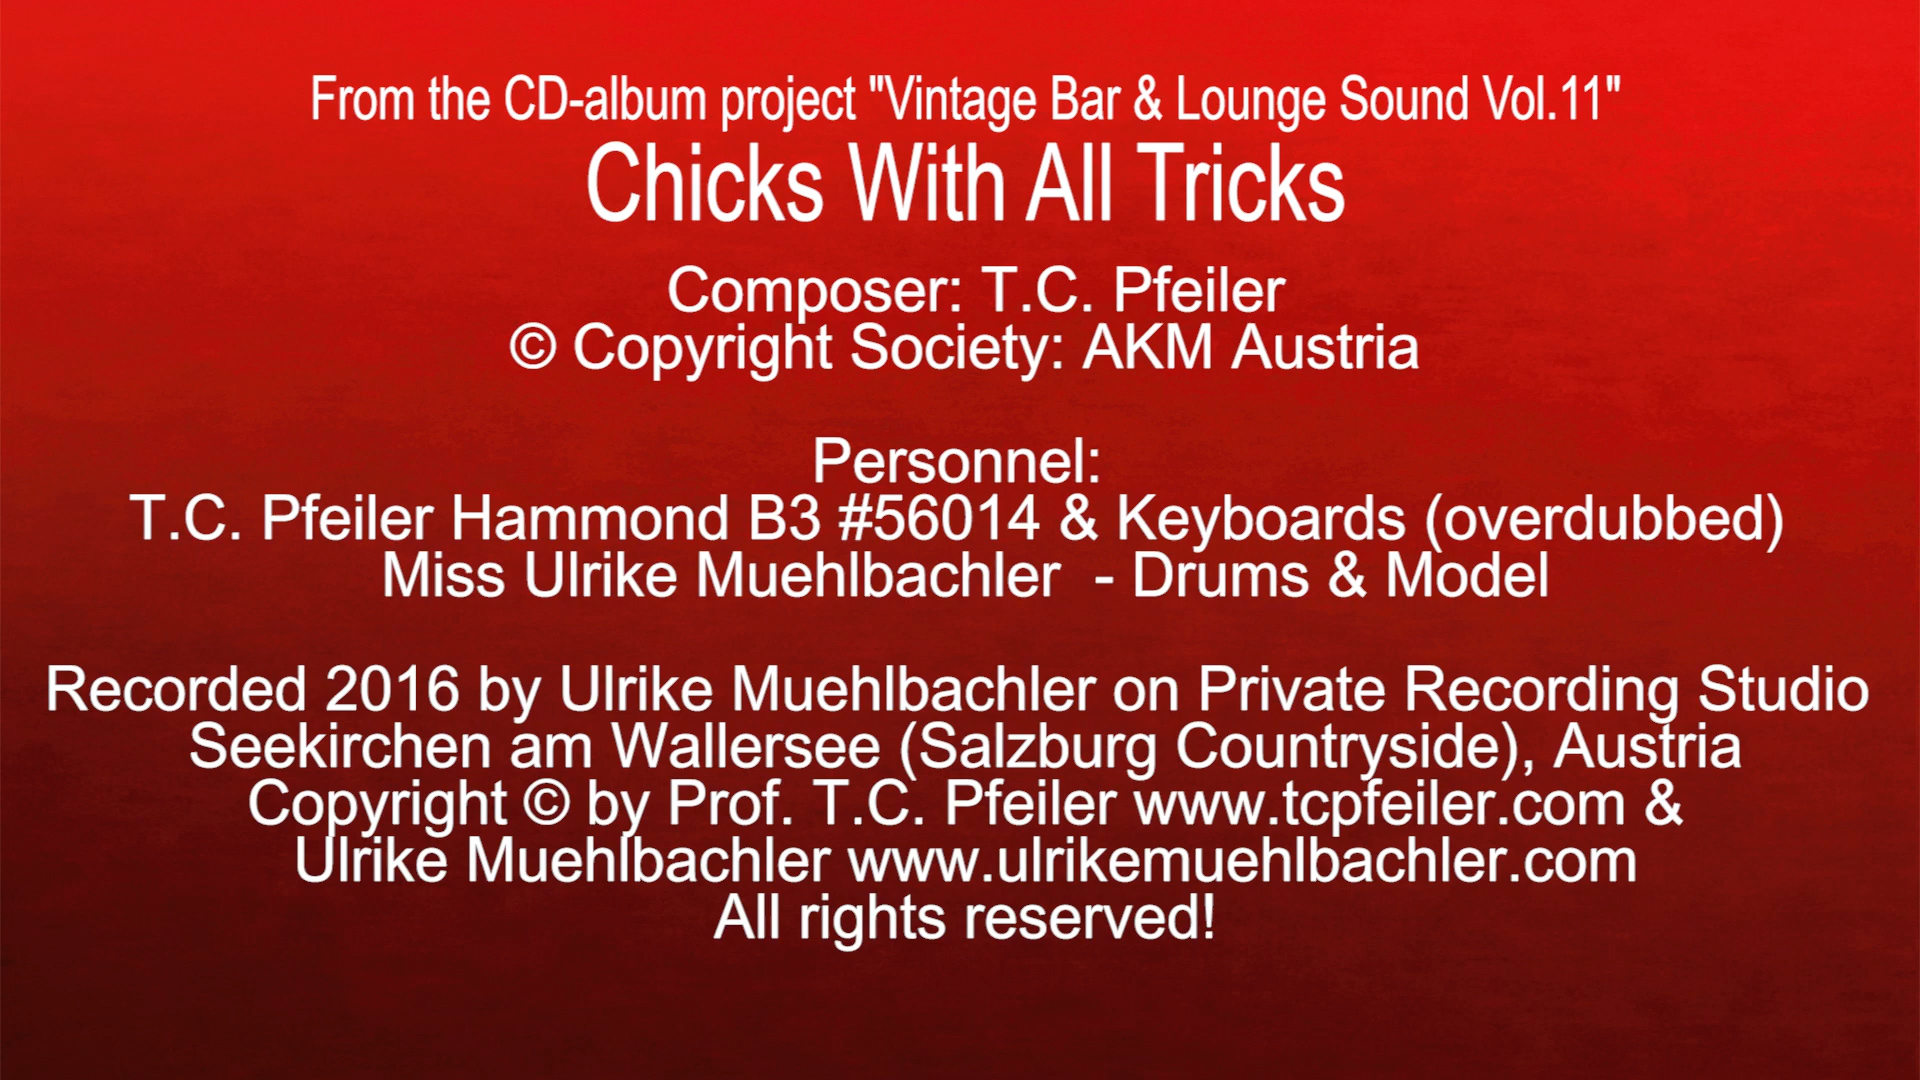 From the CD-album project "Vintage Bar & Lounge Sound Vol.11"
Chicks With All Tricks
Composer: T.C. Pfeiler
© Copyright Society: AKM Austria
Personnel:
T.C. Pfeiler Hammond B3 #56014 & Keyboards (overdubbed)
Miss Ulrike Muehlbachler - Drums & Model
Recorded 2016 by Ulrike Muehlbachler on Private Recording Studio
Seekirchen am Wallersee (Salzburg Countryside), Austria
Copyright © by Prof. T.C. Pfeiler www.tcpfeiler.com &
Ulrike Muehlbachler www.ulrikemuehlbachler.com
All rights reserved!